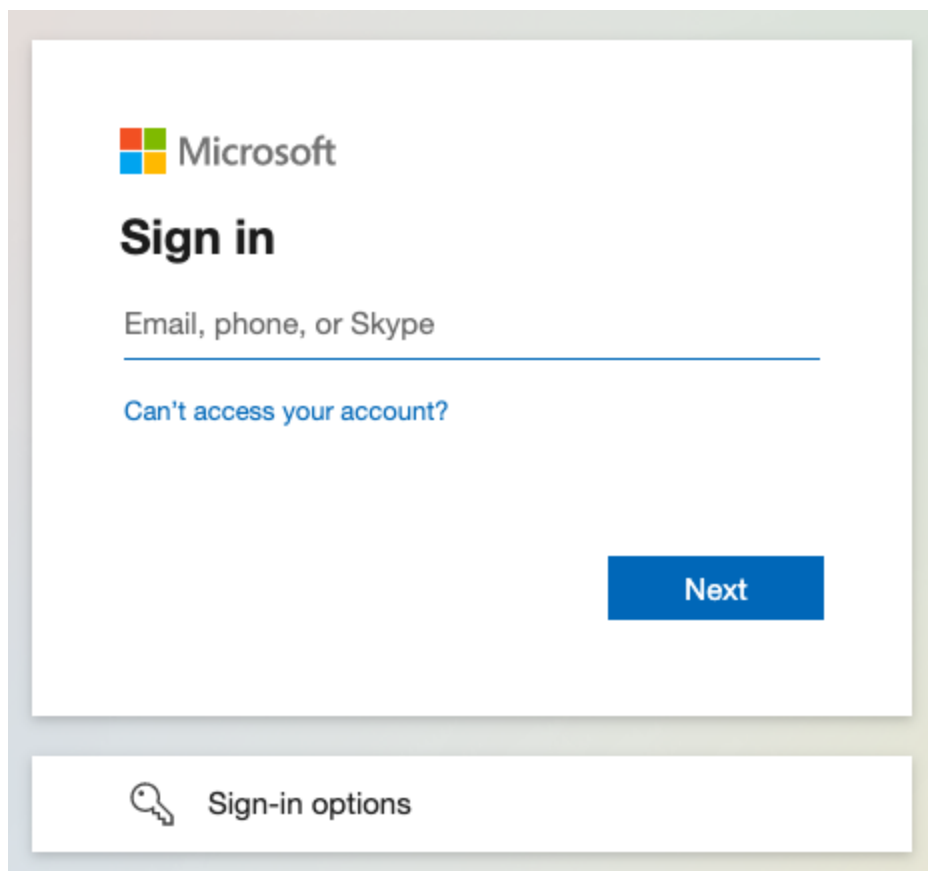 Microsoft
Sign in
Email, phone, or Skype
Can't access your account?
Next
Sign-in options